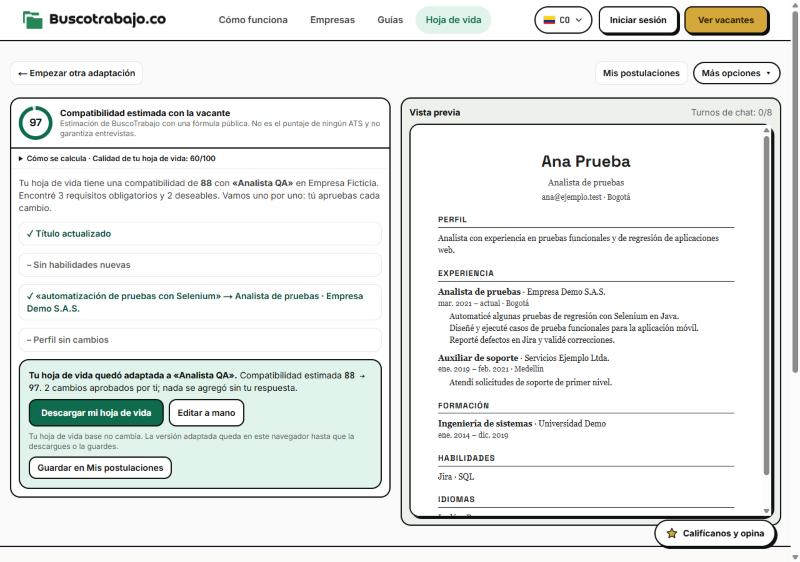 Buscotrabajo.co
Cómo funciona
Empresas
Guías
Hoja de vida
CO
Iniciar sesión
Ver vacantes
← Empezar otra adaptación
Mis postulaciones
Más opciones
97
Compatibilidad estimada con la vacante
Estimación de BuscoTrabajo con una fórmula pública. No es el puntaje de ningún ATS y no
garantiza entrevistas.
Cómo se calcula · Calidad de tu hoja de vida: 60/100
Tu hoja de vida tiene una compatibilidad de 88 con «Analista QA» en Empresa Ficticia.
Encontré 3 requisitos obligatorios y 2 deseables. Vamos uno por uno: tú apruebas cada
cambio.
✓ Título actualizado
– Sin habilidades nuevas
✓ «automatización de pruebas con Selenium» → Analista de pruebas · Empresa
Demo S.A.S.
– Perfil sin cambios
Tu hoja de vida quedó adaptada a «Analista QA». Compatibilidad estimada 88 →
97. 2 cambios aprobados por ti; nada se agregó sin tu respuesta.
Descargar mi hoja de vida
Editar a mano
Tu hoja de vida base no cambia. La versión adaptada queda en este navegador hasta que la
descargues o la guardes.
Guardar en Mis postulaciones
Vista previa
Turnos de chat: 0/8
Ana Prueba
Analista de pruebas
ana@ejemplo.test · Bogotá
PERFIL
Analista con experiencia en pruebas funcionales y de regresión de aplicaciones
web.
EXPERIENCIA
Analista de pruebas · Empresa Demo S.A.S.
mar. 2021 – actual · Bogotá
Automaticé algunas pruebas de regresión con Selenium en Java.
Diseñé y ejecuté casos de prueba funcionales para la aplicación móvil.
Reporté defectos en Jira y validé correcciones.
Auxiliar de soporte · Servicios Ejemplo Ltda.
ene. 2019 – feb. 2021 · Medellín
Atendí solicitudes de soporte de primer nivel.
FORMACIÓN
Ingeniería de sistemas · Universidad Demo
ene. 2014 – dic. 2019
HABILIDADES
Jira · SQL
IDIOMAS
Califícanos y opina